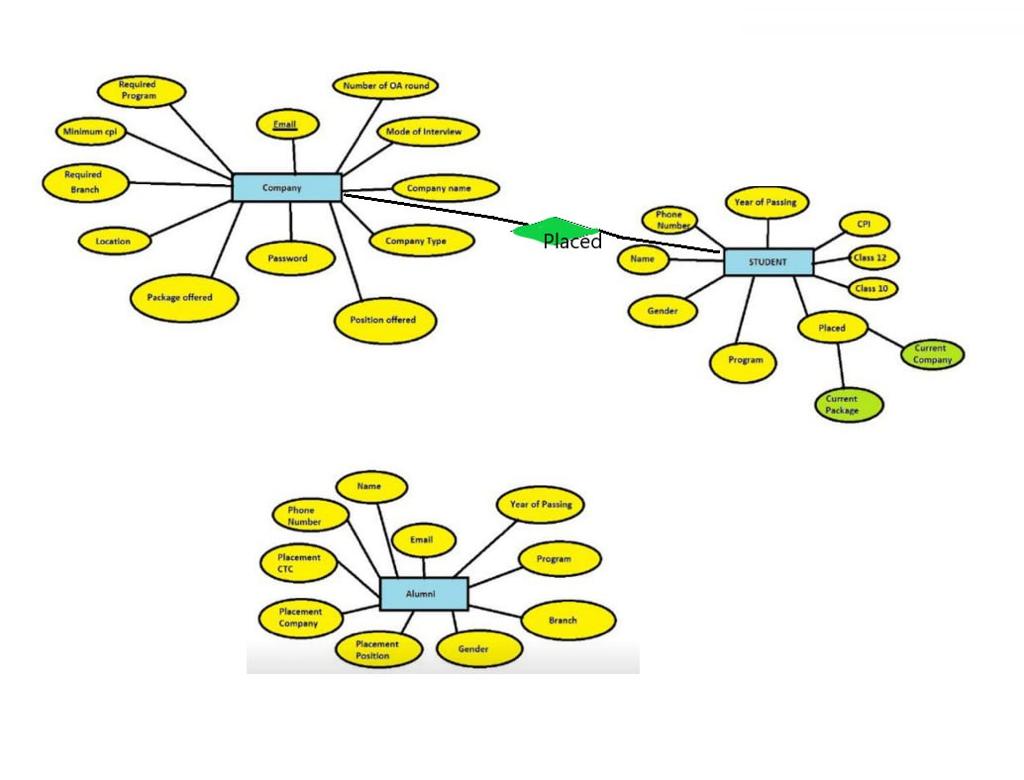 Required
Program
Number of OA round
Email
Minimum cpi
Mode of Interview
Required
Branch
Company
Company name
Location
Password
Company Type
Package offered
Position offered
Placed
Year of Passing
Phone
Number
CPI
Name
STUDENT
Class 12
Class 10
Gender
Placed
Program
Current
Company
Current
Package
Name
Phone
Number
Year of Passing
Email
Placement
CTC
Program
Alumni
Placement
Company
Branch
Placement
Position
Gender